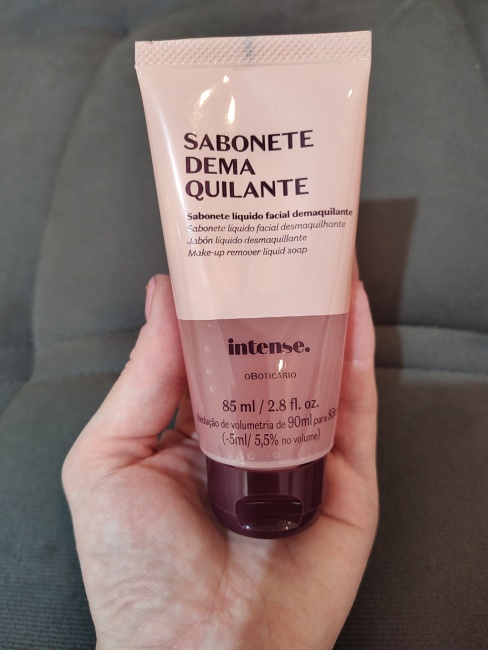 SABONETE
DEMA
QUILANTE
Sabonete líquido facial demaquilante
Sabonete líquido facial desmaquilhante
Jabón líquido desmaquillante
Make-up remover liquid soap
intense.
oBOTICÁRIO
85 ml / 2.8 fl. oz.
Redução de volumetria de 90ml para 85ml
(-5ml/ 5,5% no volume)